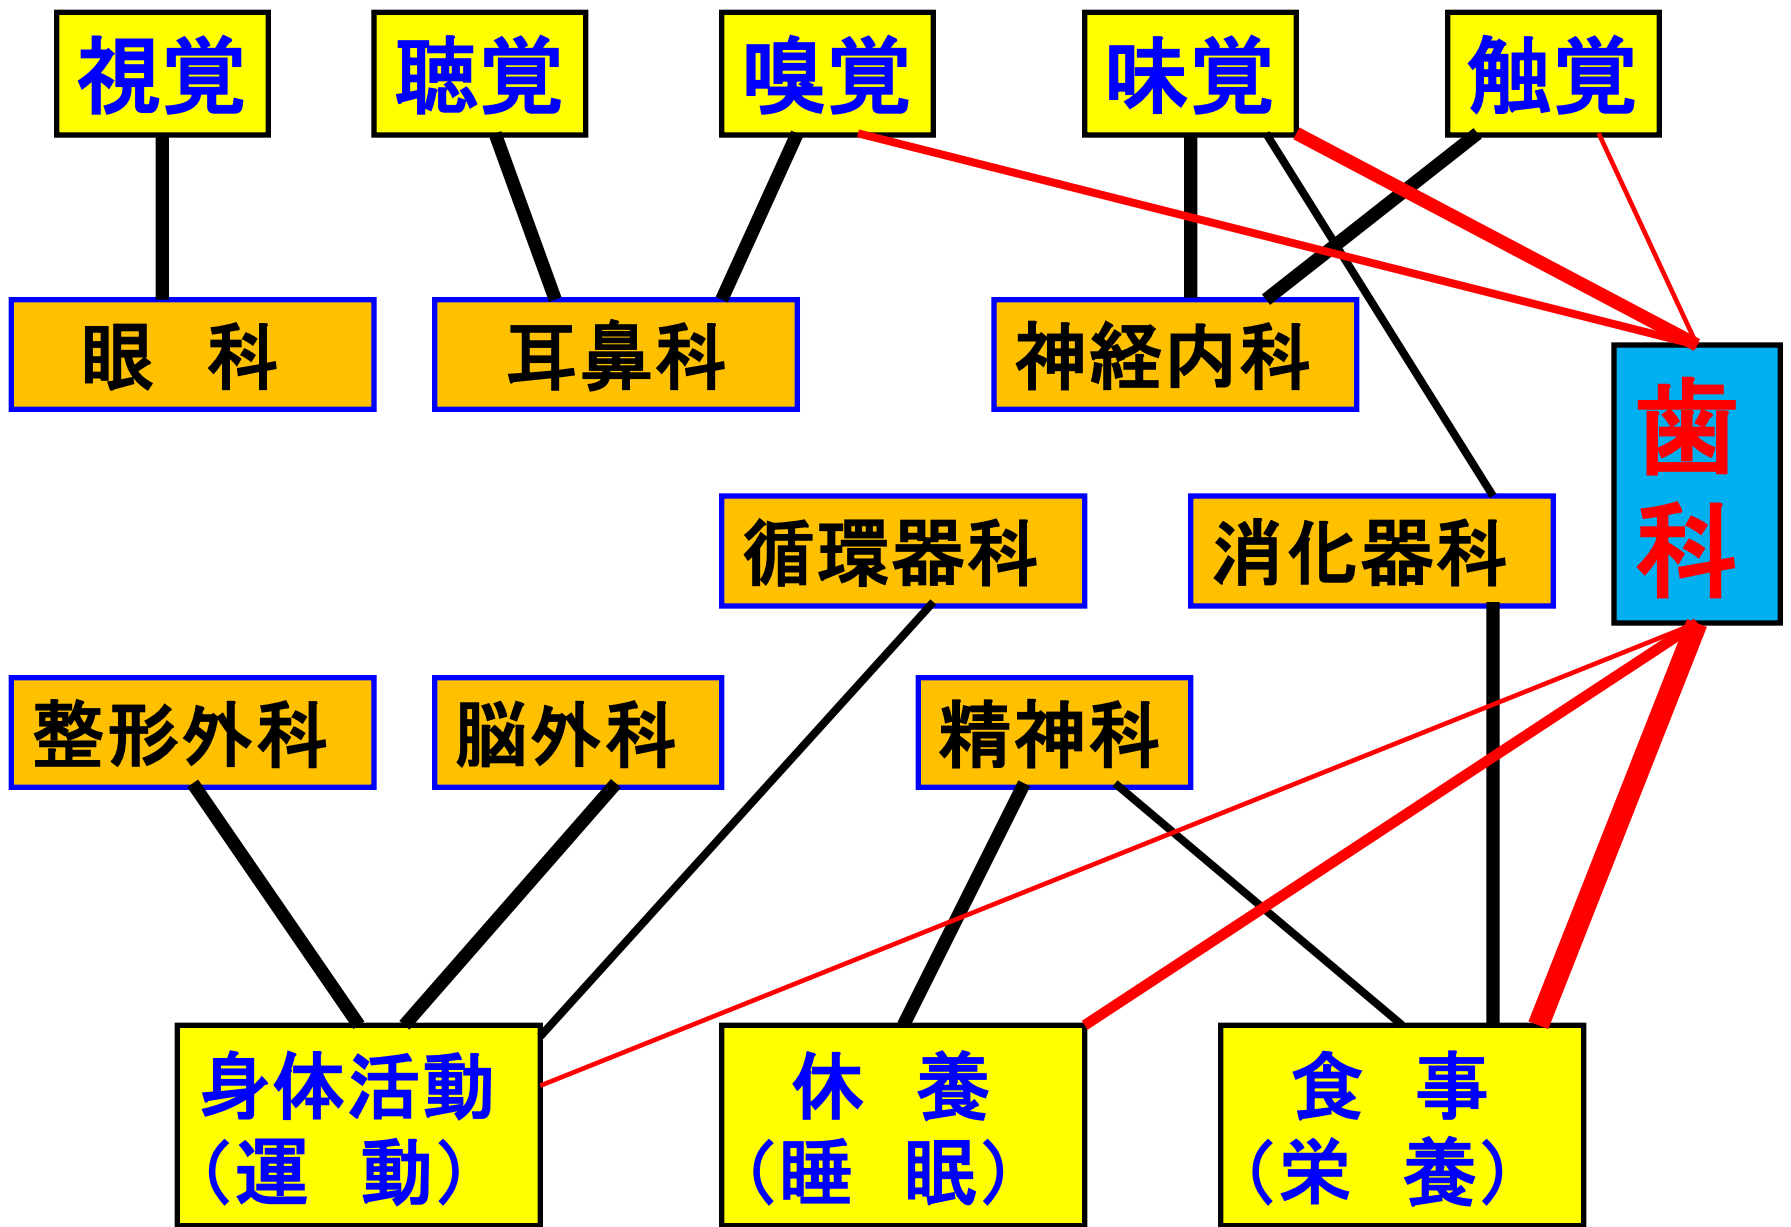 視覚
聴覚
嗅覚
味覚
触覚
眼 科
耳鼻科
神経内科
歯
科
循環器科
消化器科
整形外科
脳外科
精神科
身体活動
（運 動）
休 養
（睡 眠）
食 事
（栄 養）